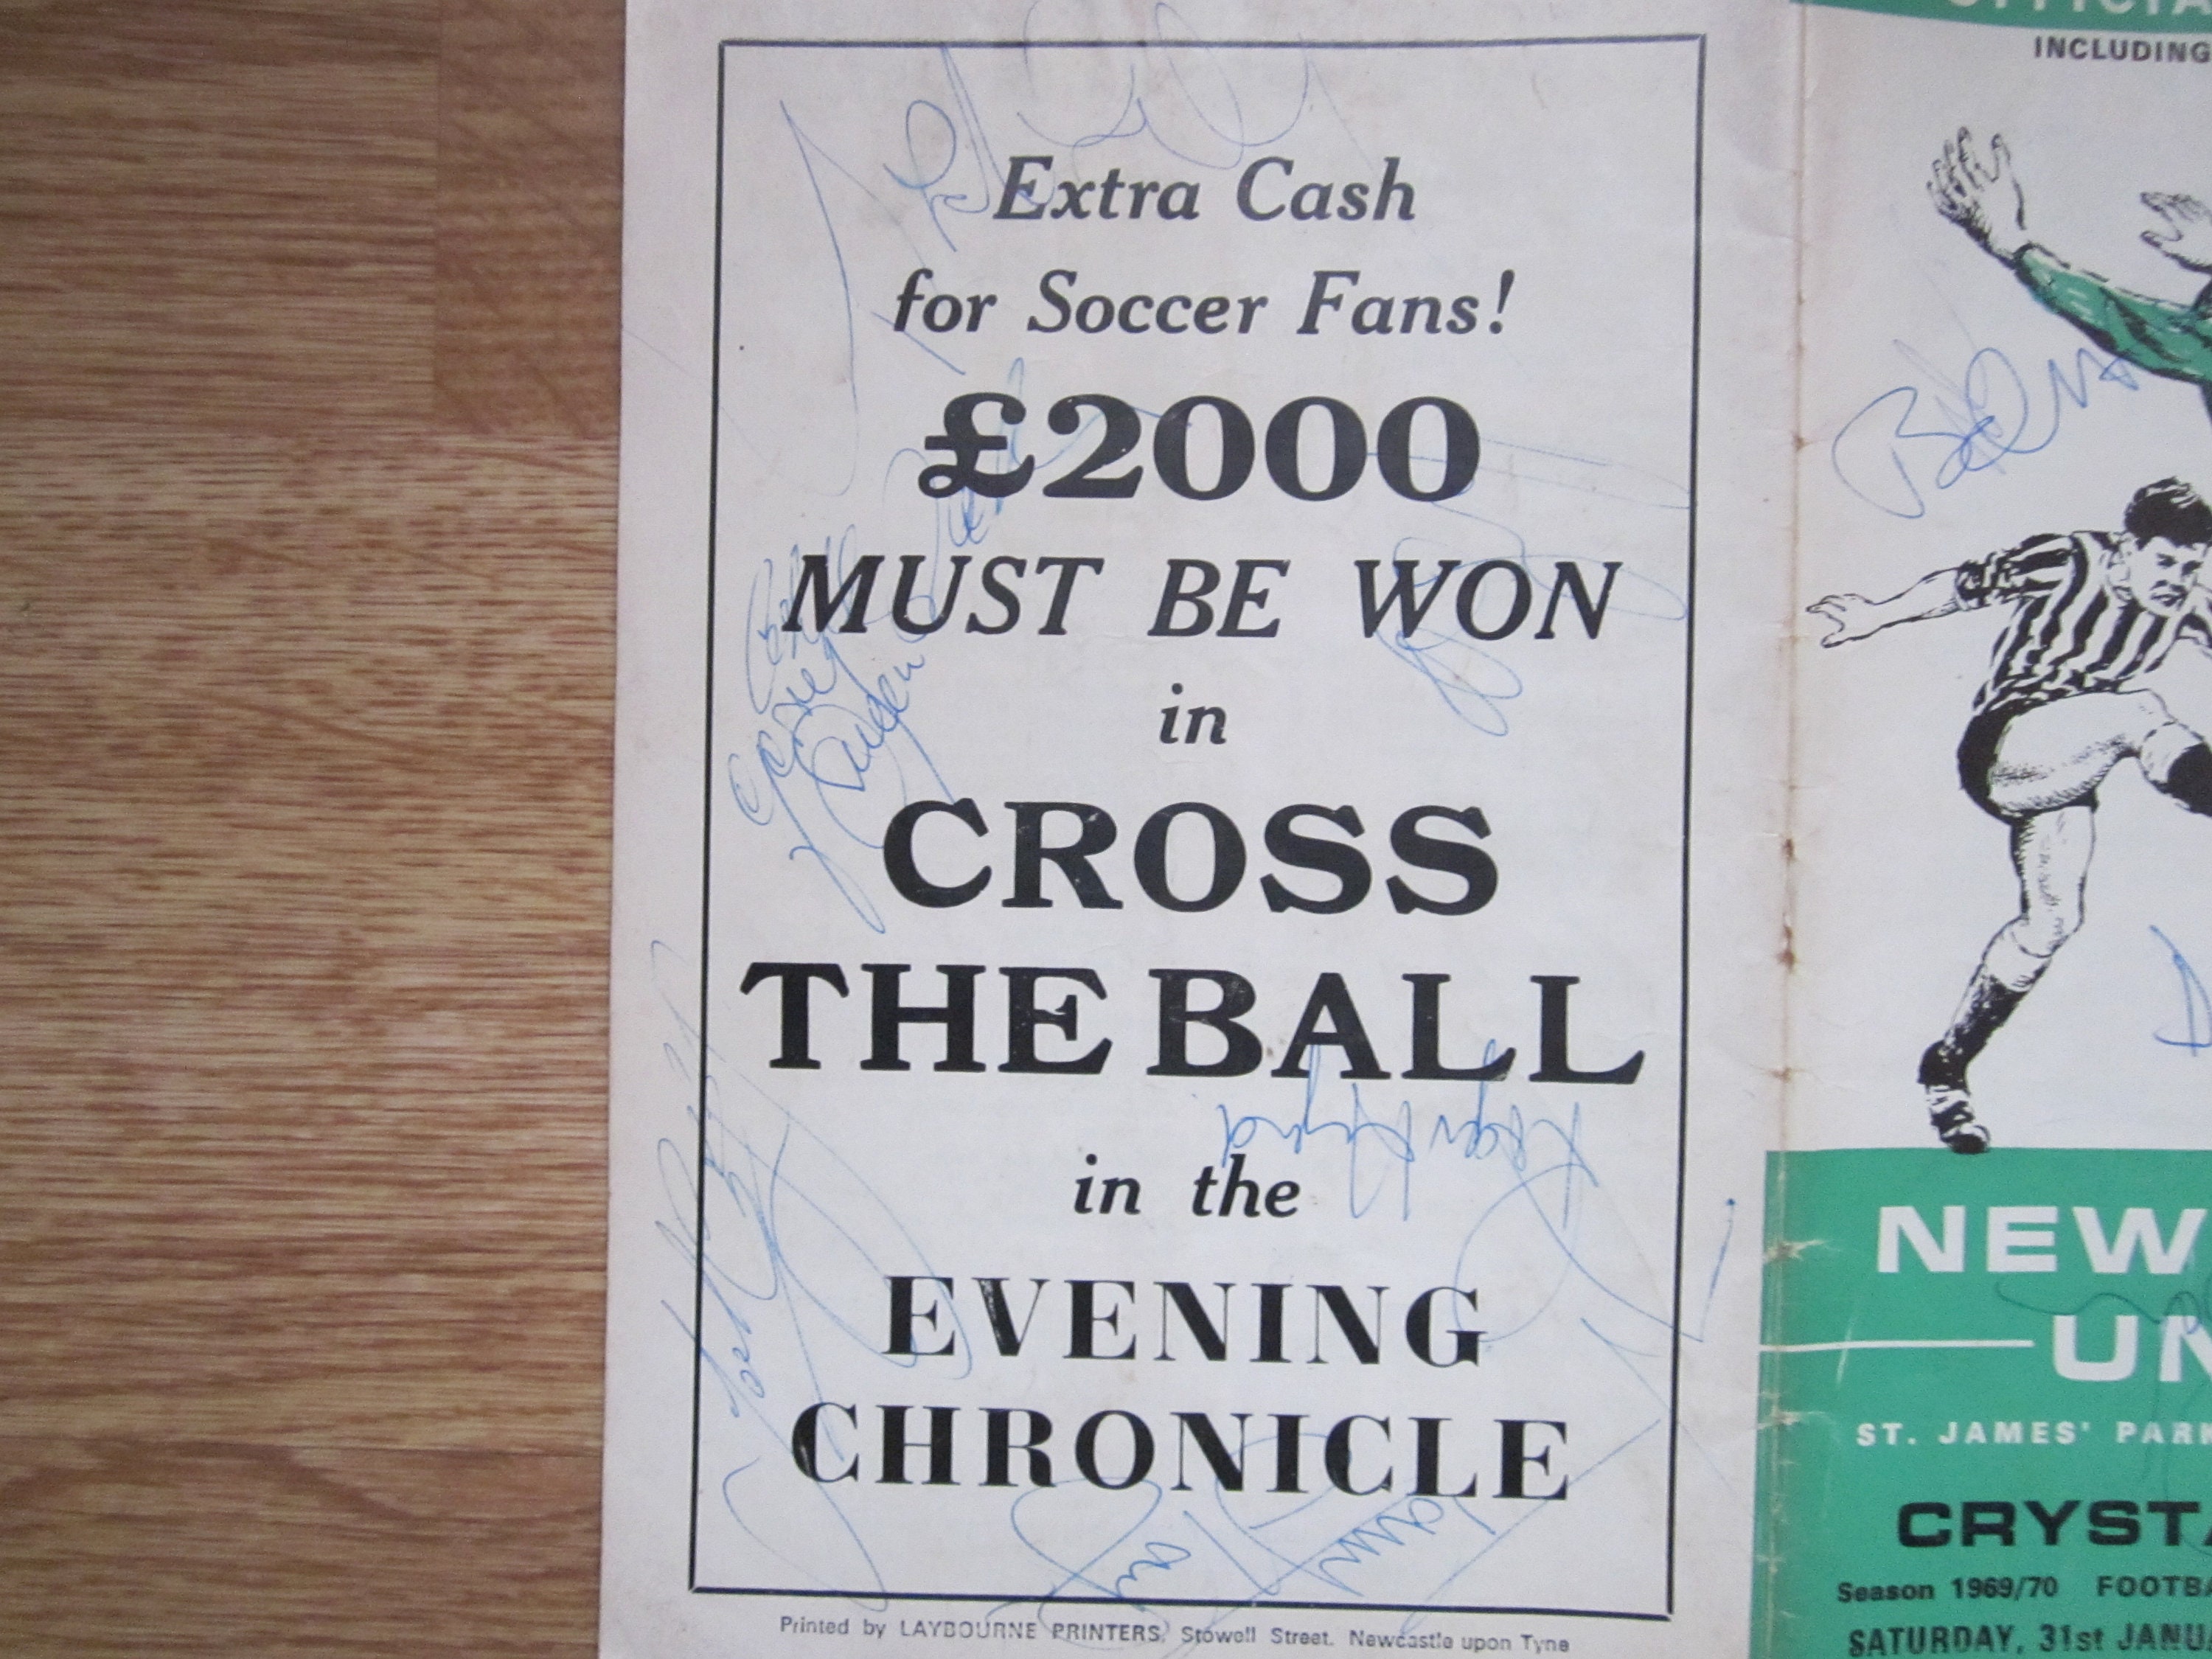 Extra Cash
for Soccer Fans!
£2000
MUST BE WON
in
CROSS
THE BALL
in the
EVENING
CHRONICLE
Printed by LAYBOURNE PRINTERS, Stowell Street, Newcastle upon Tyne
INCLUDING
NEW
UN
ST. JAMES' PARK
CRYSTA
Season 1969/70 FOOTBA
SATURDAY, 31st JANU